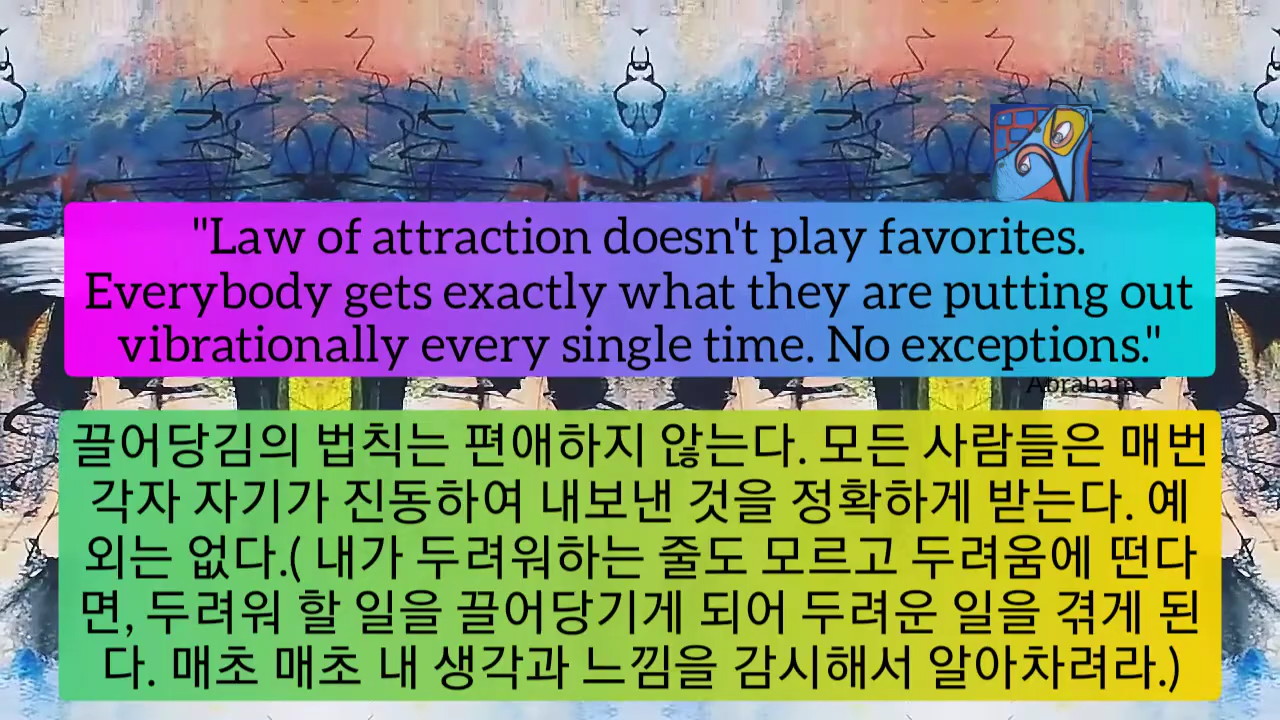 "Law of attraction doesn't play favorites.
Everybody gets exactly what they are putting out
vibrationally every single time. No exceptions."
Abraham
끌어당김의 법칙는 편애하지 않는다. 모든 사람들은 매번
각자 자기가 진동하여 내보낸 것을 정확하게 받는다. 예
외는 없다.( 내가 두려워하는 줄도 모르고 두려움에 떤다
면, 두려워 할 일을 끌어당기게 되어 두려운 일을 겪게 된
다. 매초 매초 내 생각과 느낌을 감시해서 알아차려라.)